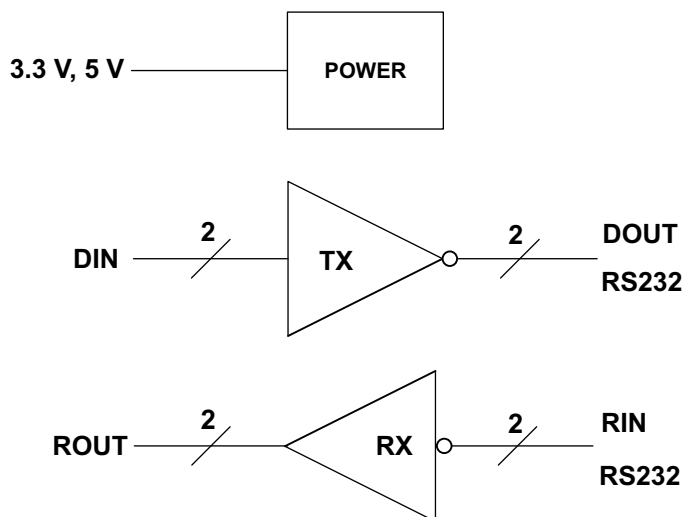 3.3 V, 5 V
POWER
2
2
DIN
TX
DOUT
RS232
2
2
ROUT
RX
RIN
RS232